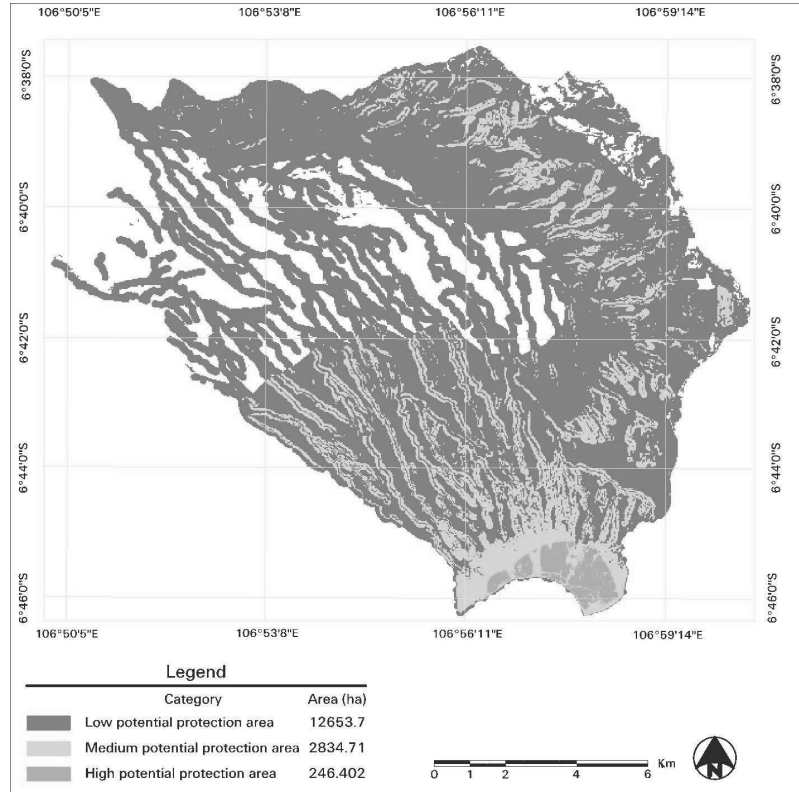 106°50'5"E 106°53'8"E 106°56'11"E 106°59'14"E
6°38'0"S 6°38'0"S
6°40'0"S 6°40'0"S
6°42'0"S 6°42'0"S
6°44'0"S 6°44'0"S
6°46'0"S 6°46'0"S
106°50'5"E 106°53'8"E 106°56'11"E 106°59'14"E
Legend
Category Area (ha)
Low potential protection area 12653.7
Medium potential protection area 2834.71
High potential protection area 246.402
0 1 2 4 6 Km
N